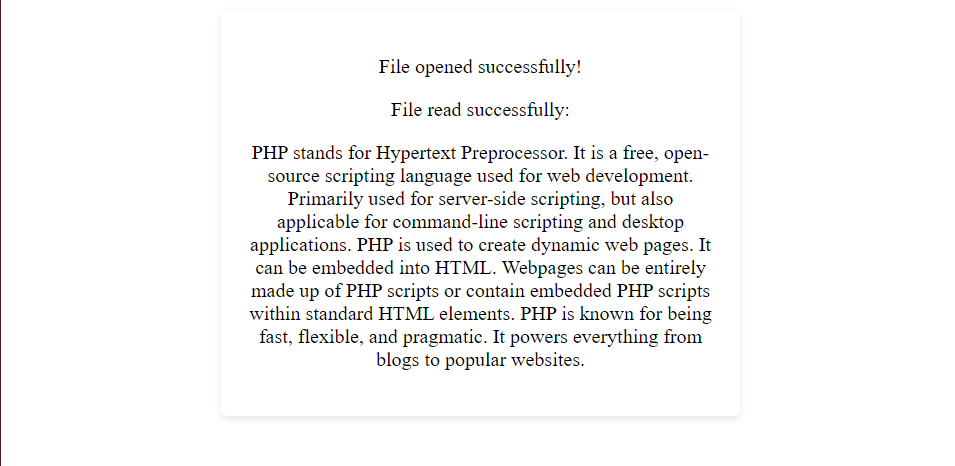 File opened successfully!
File read successfully:
PHP stands for Hypertext Preprocessor. It is a free, open-
source scripting language used for web development.
Primarily used for server-side scripting, but also
applicable for command-line scripting and desktop
applications. PHP is used to create dynamic web pages. It
can be embedded into HTML. Webpages can be entirely
made up of PHP scripts or contain embedded PHP scripts
within standard HTML elements. PHP is known for being
fast, flexible, and pragmatic. It powers everything from
blogs to popular websites.